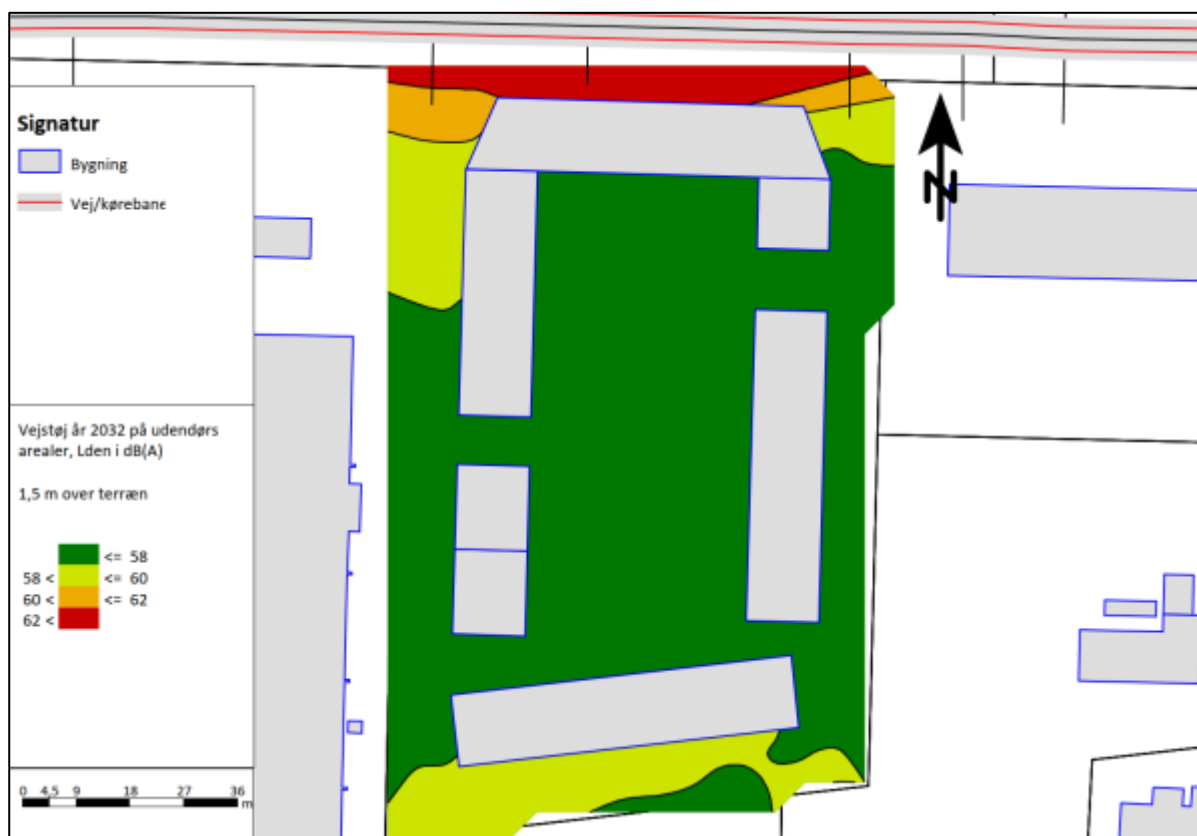 Signatur
Bygning
Vej/kørebane
Vejstøj år 2032 på udendørs
arealer, Lden i dB(A)
1,5 m over terræn
<= 58
58 < <= 60
60 < <= 62
62 <
0 4,5 9 18 27 36
m
N